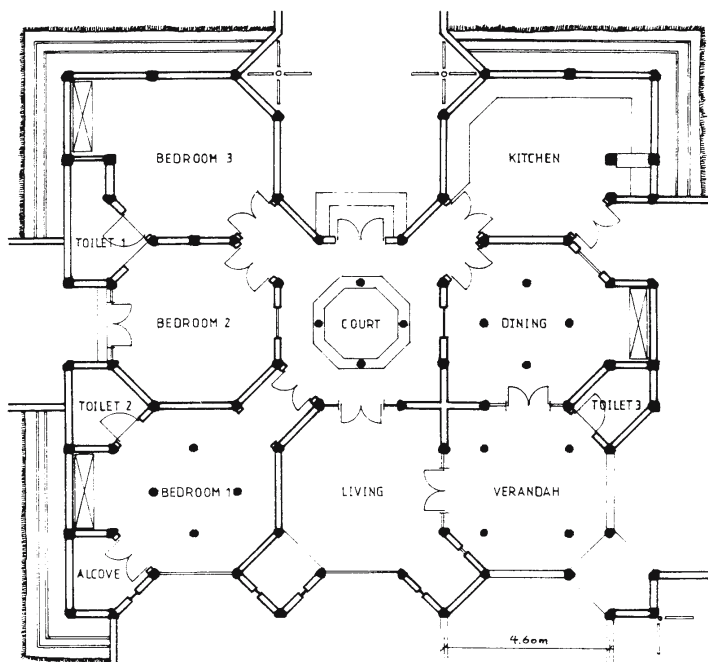 BEDROOM 3
KITCHEN
TOILET 1
BEDROOM 2
COURT
DINING
TOILET 2
TOILET 3
BEDROOM 1
LIVING
VERANDAH
ALCOVE
4.60m